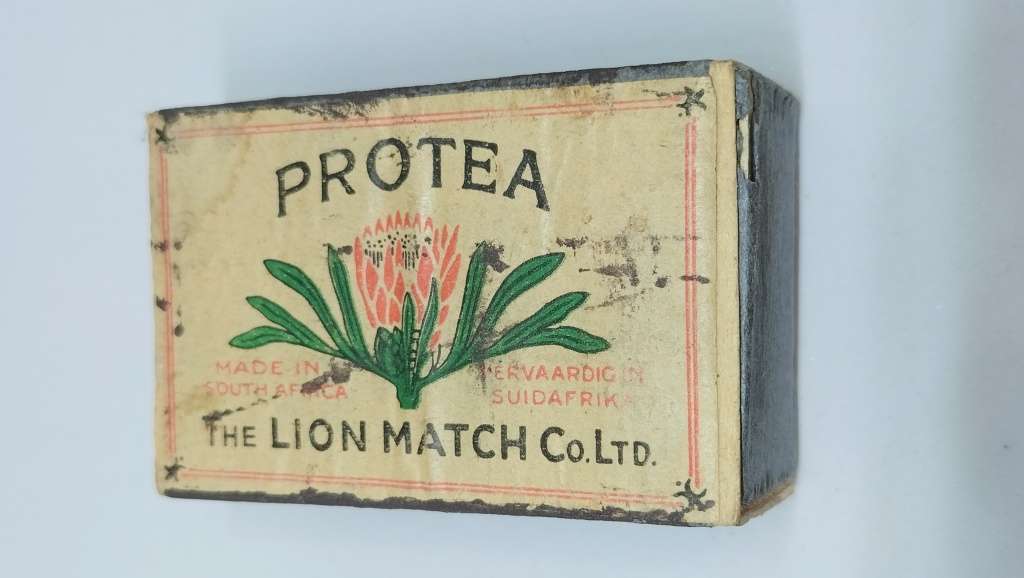 PROTEA
MADE IN
SOUTH AFRICA
VERVAARDIG IN
SUIDAFRIKA
THE LION MATCH CO. LTD.